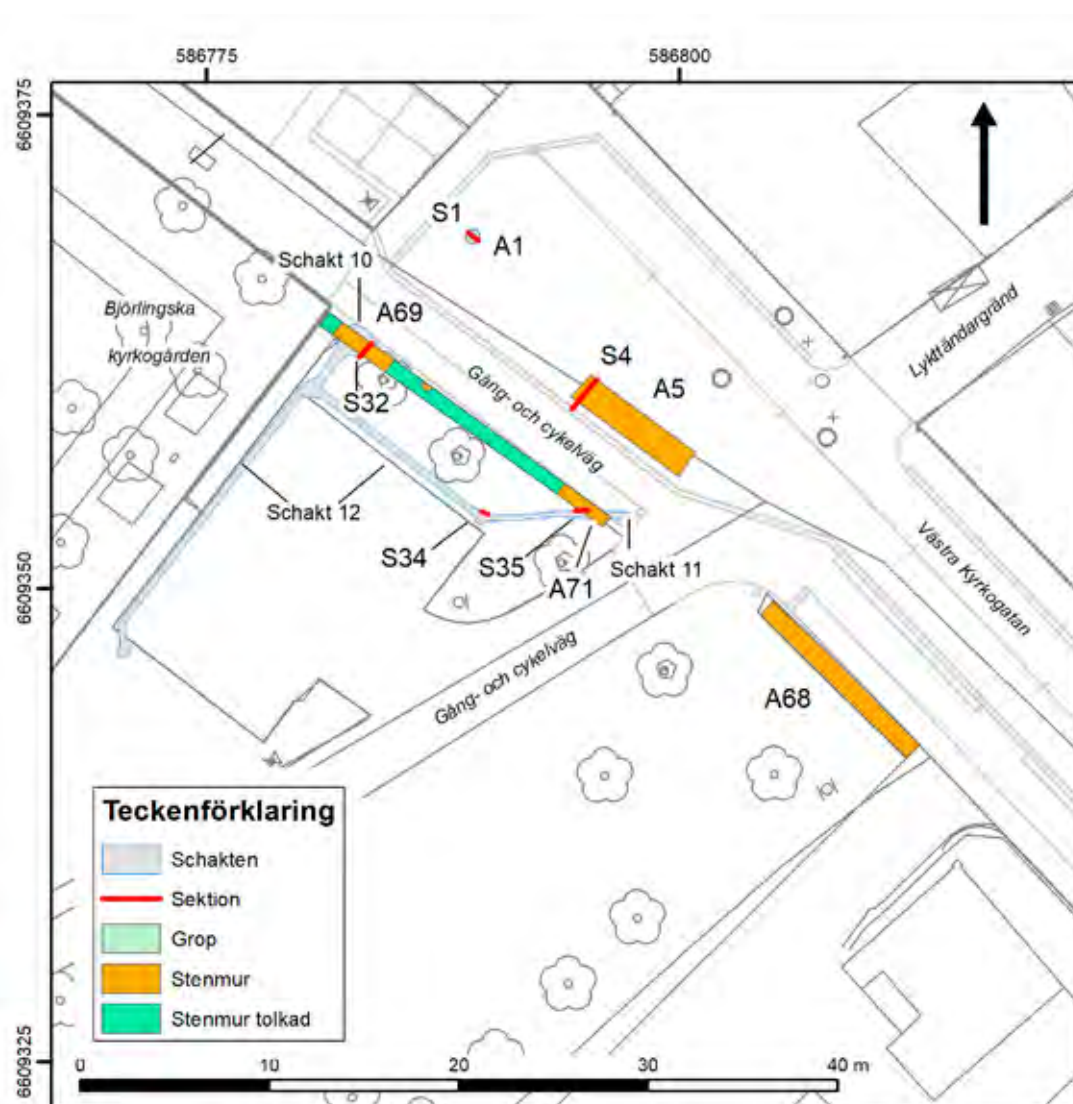 586775
586800
6609375
S1
A1
Schakt 10
A69
Björlingska
kyrkogården
Lykttändargränd
S4
A5
S32
Gång- och cykelväg
Schakt 12
S34
S35
A71
Schakt 11
Västra Kyrkogatan
6609350
Gång- och cykelväg
A68
Teckenförklaring
Schakten
Sektion
Grop
Stenmur
Stenmur tolkad
6609325
0 10 20 30 40 m